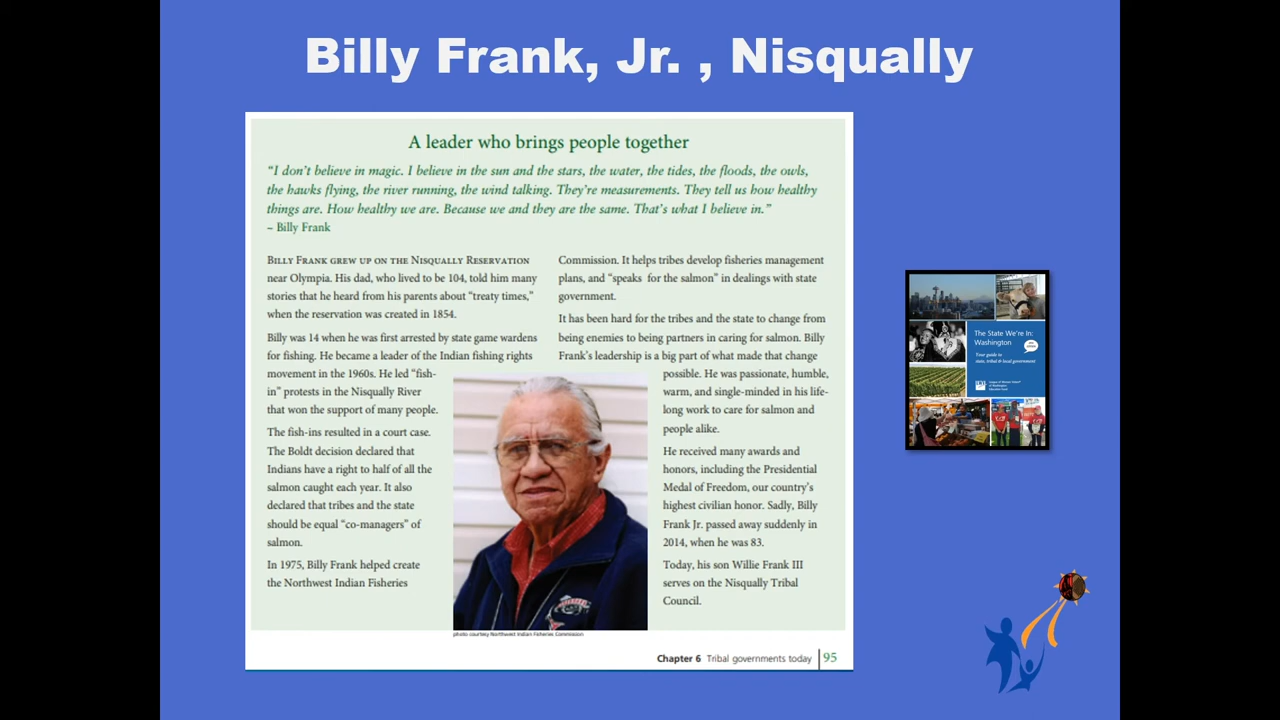 Billy Frank, Jr. , Nisqually
A leader who brings people together
“I don’t believe in magic. I believe in the sun and the stars, the water, the tides, the floods, the owls,
the hawks flying, the river running, the wind talking. They’re measurements. They tell us how healthy
things are. How healthy we are. Because we and they are the same. That’s what I believe in.”
~ Billy Frank
Billy Frank grew up on the Nisqually Reservation
near Olympia. His dad, who lived to be 104, told him many
stories that he heard from his parents about “treaty times,”
when the reservation was created in 1854.
Billy was 14 when he was first arrested by state game wardens
for fishing. He became a leader of the Indian fishing rights
movement in the 1960s. He led “fish-
in” protests in the Nisqually River
that won the support of many people.
The fish-ins resulted in a court case.
The Boldt decision declared that
Indians have a right to half of all the
salmon caught each year. It also
declared that tribes and the state
should be equal “co-managers” of
salmon.
In 1975, Billy Frank helped create
the Northwest Indian Fisheries
Commission. It helps tribes develop fisheries management
plans, and “speaks for the salmon” in dealings with state
government.
It has been hard for the tribes and the state to change from
being enemies to being partners in caring for salmon. Billy
Frank’s leadership is a big part of what made that change
possible. He was passionate, humble,
warm, and single-minded in his life-
long work to care for salmon and
people alike.
He received many awards and
honors, including the Presidential
Medal of Freedom, our country’s
highest civilian honor. Sadly, Billy
Frank Jr. passed away suddenly in
2014, when he was 83.
Today, his son Willie Frank III
serves on the Nisqually Tribal
Council.
photo courtesy Northwest Indian Fisheries Commission
Chapter 6 Tribal governments today 95
The State We’re In:
Washington
Your guide to
state, tribal & local government